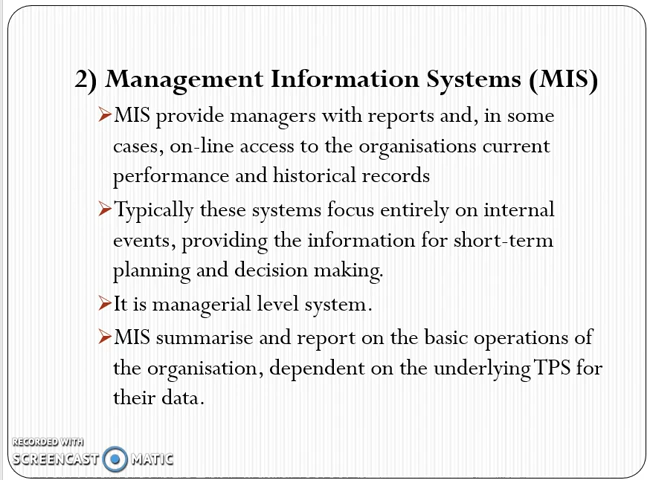 2) Management Information Systems (MIS)
➢MIS provide managers with reports and, in some
cases, on-line access to the organisations current
performance and historical records
➢Typically these systems focus entirely on internal
events, providing the information for short-term
planning and decision making.
➢It is managerial level system.
➢MIS summarise and report on the basic operations of
the organisation, dependent on the underlying TPS for
their data.
RECORDED WITH
SCREENCAST MATIC